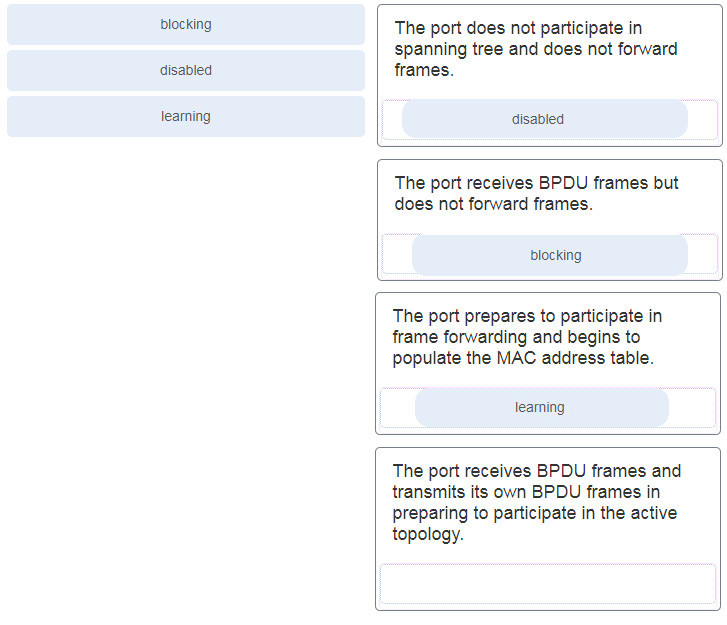 blocking
disabled
learning
The port does not participate in
spanning tree and does not forward
frames.
disabled
The port receives BPDU frames but
does not forward frames.
blocking
The port prepares to participate in
frame forwarding and begins to
populate the MAC address table.
learning
The port receives BPDU frames and
transmits its own BPDU frames in
preparing to participate in the active
topology.